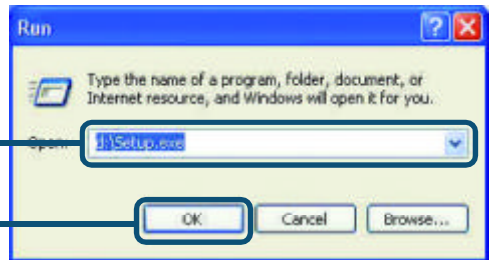 Run
Type the name of a program, folder, document, or
Internet resource, and Windows will open it for you.
Open:
d:\Setup.exe
OK
Cancel
Browse...